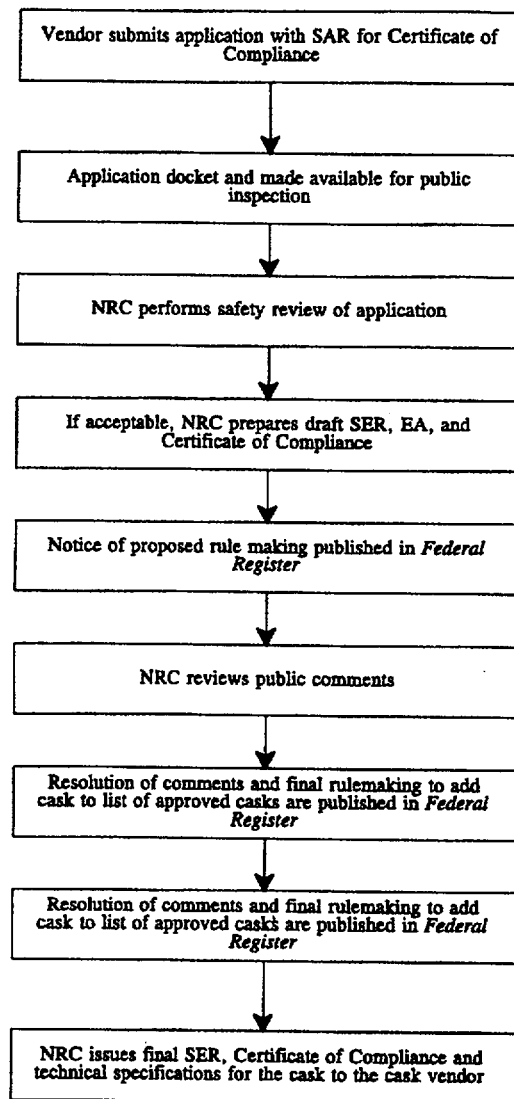 Vendor submits application with SAR for Certificate of
Compliance
Application docket and made available for public
inspection
NRC performs safety review of application
If acceptable, NRC prepares draft SER, EA, and
Certificate of Compliance
Notice of proposed rule making published in Federal
Register
NRC reviews public comments
Resolution of comments and final rulemaking to add
cask to list of approved casks are published in Federal
Register
Resolution of comments and final rulemaking to add
cask to list of approved casks are published in Federal
Register
NRC issues final SER, Certificate of Compliance and
technical specifications for the cask to the cask vendor